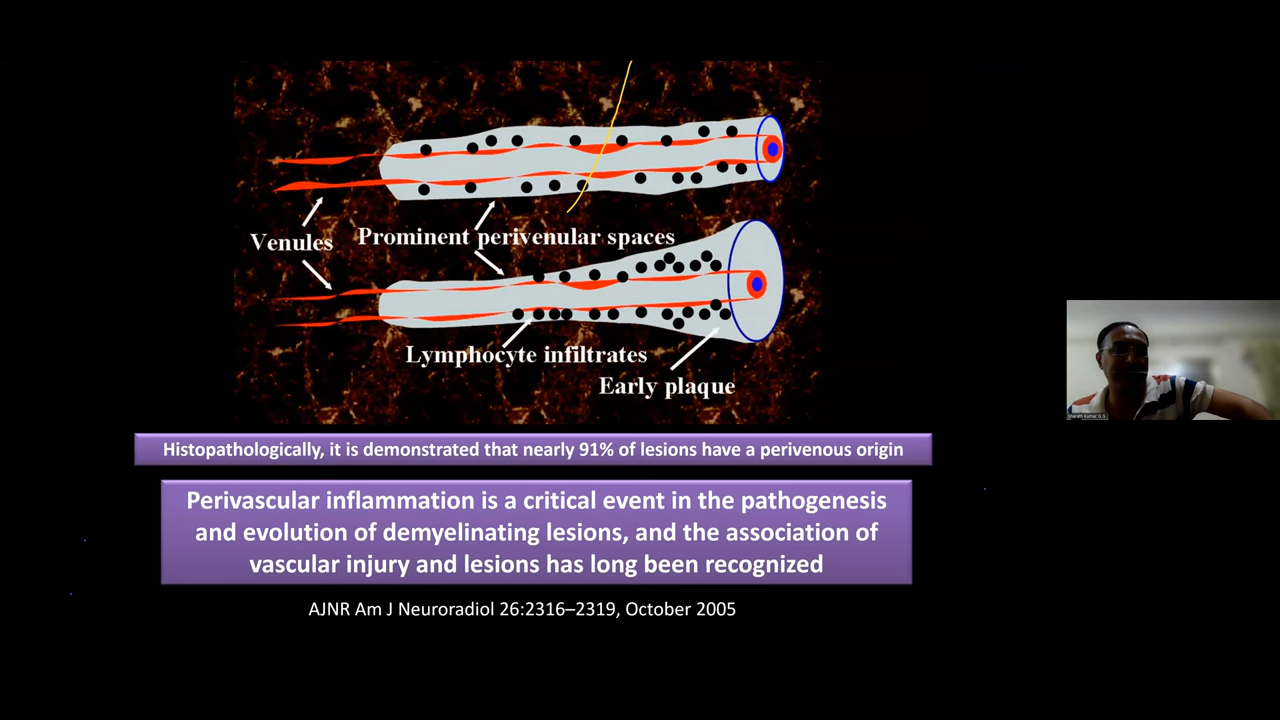 Venules
Prominent perivenular spaces
Lymphocyte infiltrates
Early plaque
Histopathologically, it is demonstrated that nearly 91% of lesions have a perivenous origin
Perivascular inflammation is a critical event in the pathogenesis
and evolution of demyelinating lesions, and the association of
vascular injury and lesions has long been recognized
AJNR Am J Neuroradiol 26:2316–2319, October 2005
Sharath Kumar G G